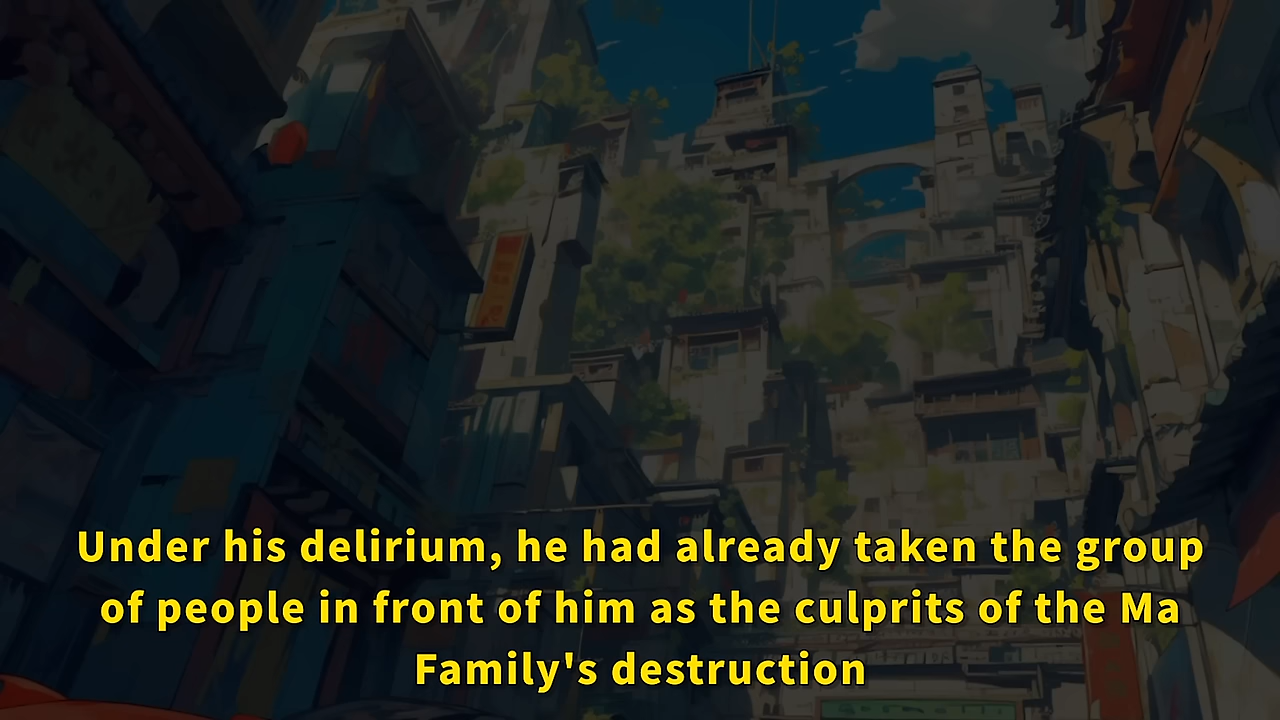 Under his delirium, he had already taken the group
of people in front of him as the culprits of the Ma
Family's destruction